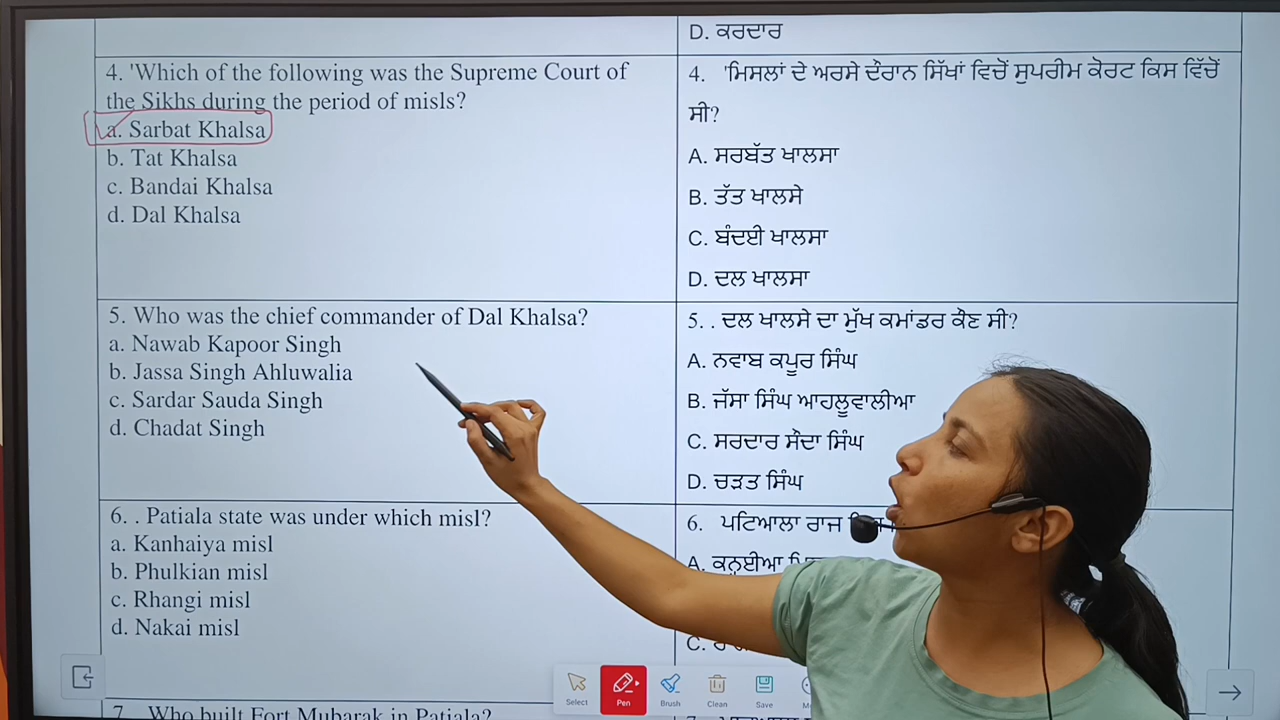 D. ਕਰਦਾਰ
4. 'Which of the following was the Supreme Court of
the Sikhs during the period of misls?
a. Sarbat Khalsa
b. Tat Khalsa
c. Bandai Khalsa
d. Dal Khalsa
4. 'ਮਿਸਲਾਂ ਦੇ ਅਰਸੇ ਦੌਰਾਨ ਸਿੱਖਾਂ ਵਿਚੋਂ ਸੁਪਰੀਮ ਕੋਰਟ ਕਿਸ ਵਿੱਚੋਂ
ਸੀ?
A. ਸਰਬੱਤ ਖਾਲਸਾ
B. ਤੱਤ ਖਾਲਸੇ
C. ਬੰਦਈ ਖਾਲਸਾ
D. ਦਲ ਖਾਲਸਾ
5. Who was the chief commander of Dal Khalsa?
a. Nawab Kapoor Singh
b. Jassa Singh Ahluwalia
c. Sardar Sauda Singh
d. Chadat Singh
5. . ਦਲ ਖਾਲਸੇ ਦਾ ਮੁੱਖ ਕਮਾਂਡਰ ਕੌਣ ਸੀ?
A. ਨਵਾਬ ਕਪੂਰ ਸਿੰਘ
B. ਜੱਸਾ ਸਿੰਘ ਆਹਲੂਵਾਲੀਆ
C. ਸਰਦਾਰ ਸੌਦਾ ਸਿੰਘ
D. ਚੜਤ ਸਿੰਘ
6. . Patiala state was under which misl?
a. Kanhaiya misl
b. Phulkian misl
c. Rhangi misl
d. Nakai misl
6. ਪਟਿਆਲਾ ਰਾਜ
A. ਕਨ੍ਹਈਆ
C.
7. Who built Fort Mubarak in Patiala?
7.
Select
Pen
Brush
Clean
Save